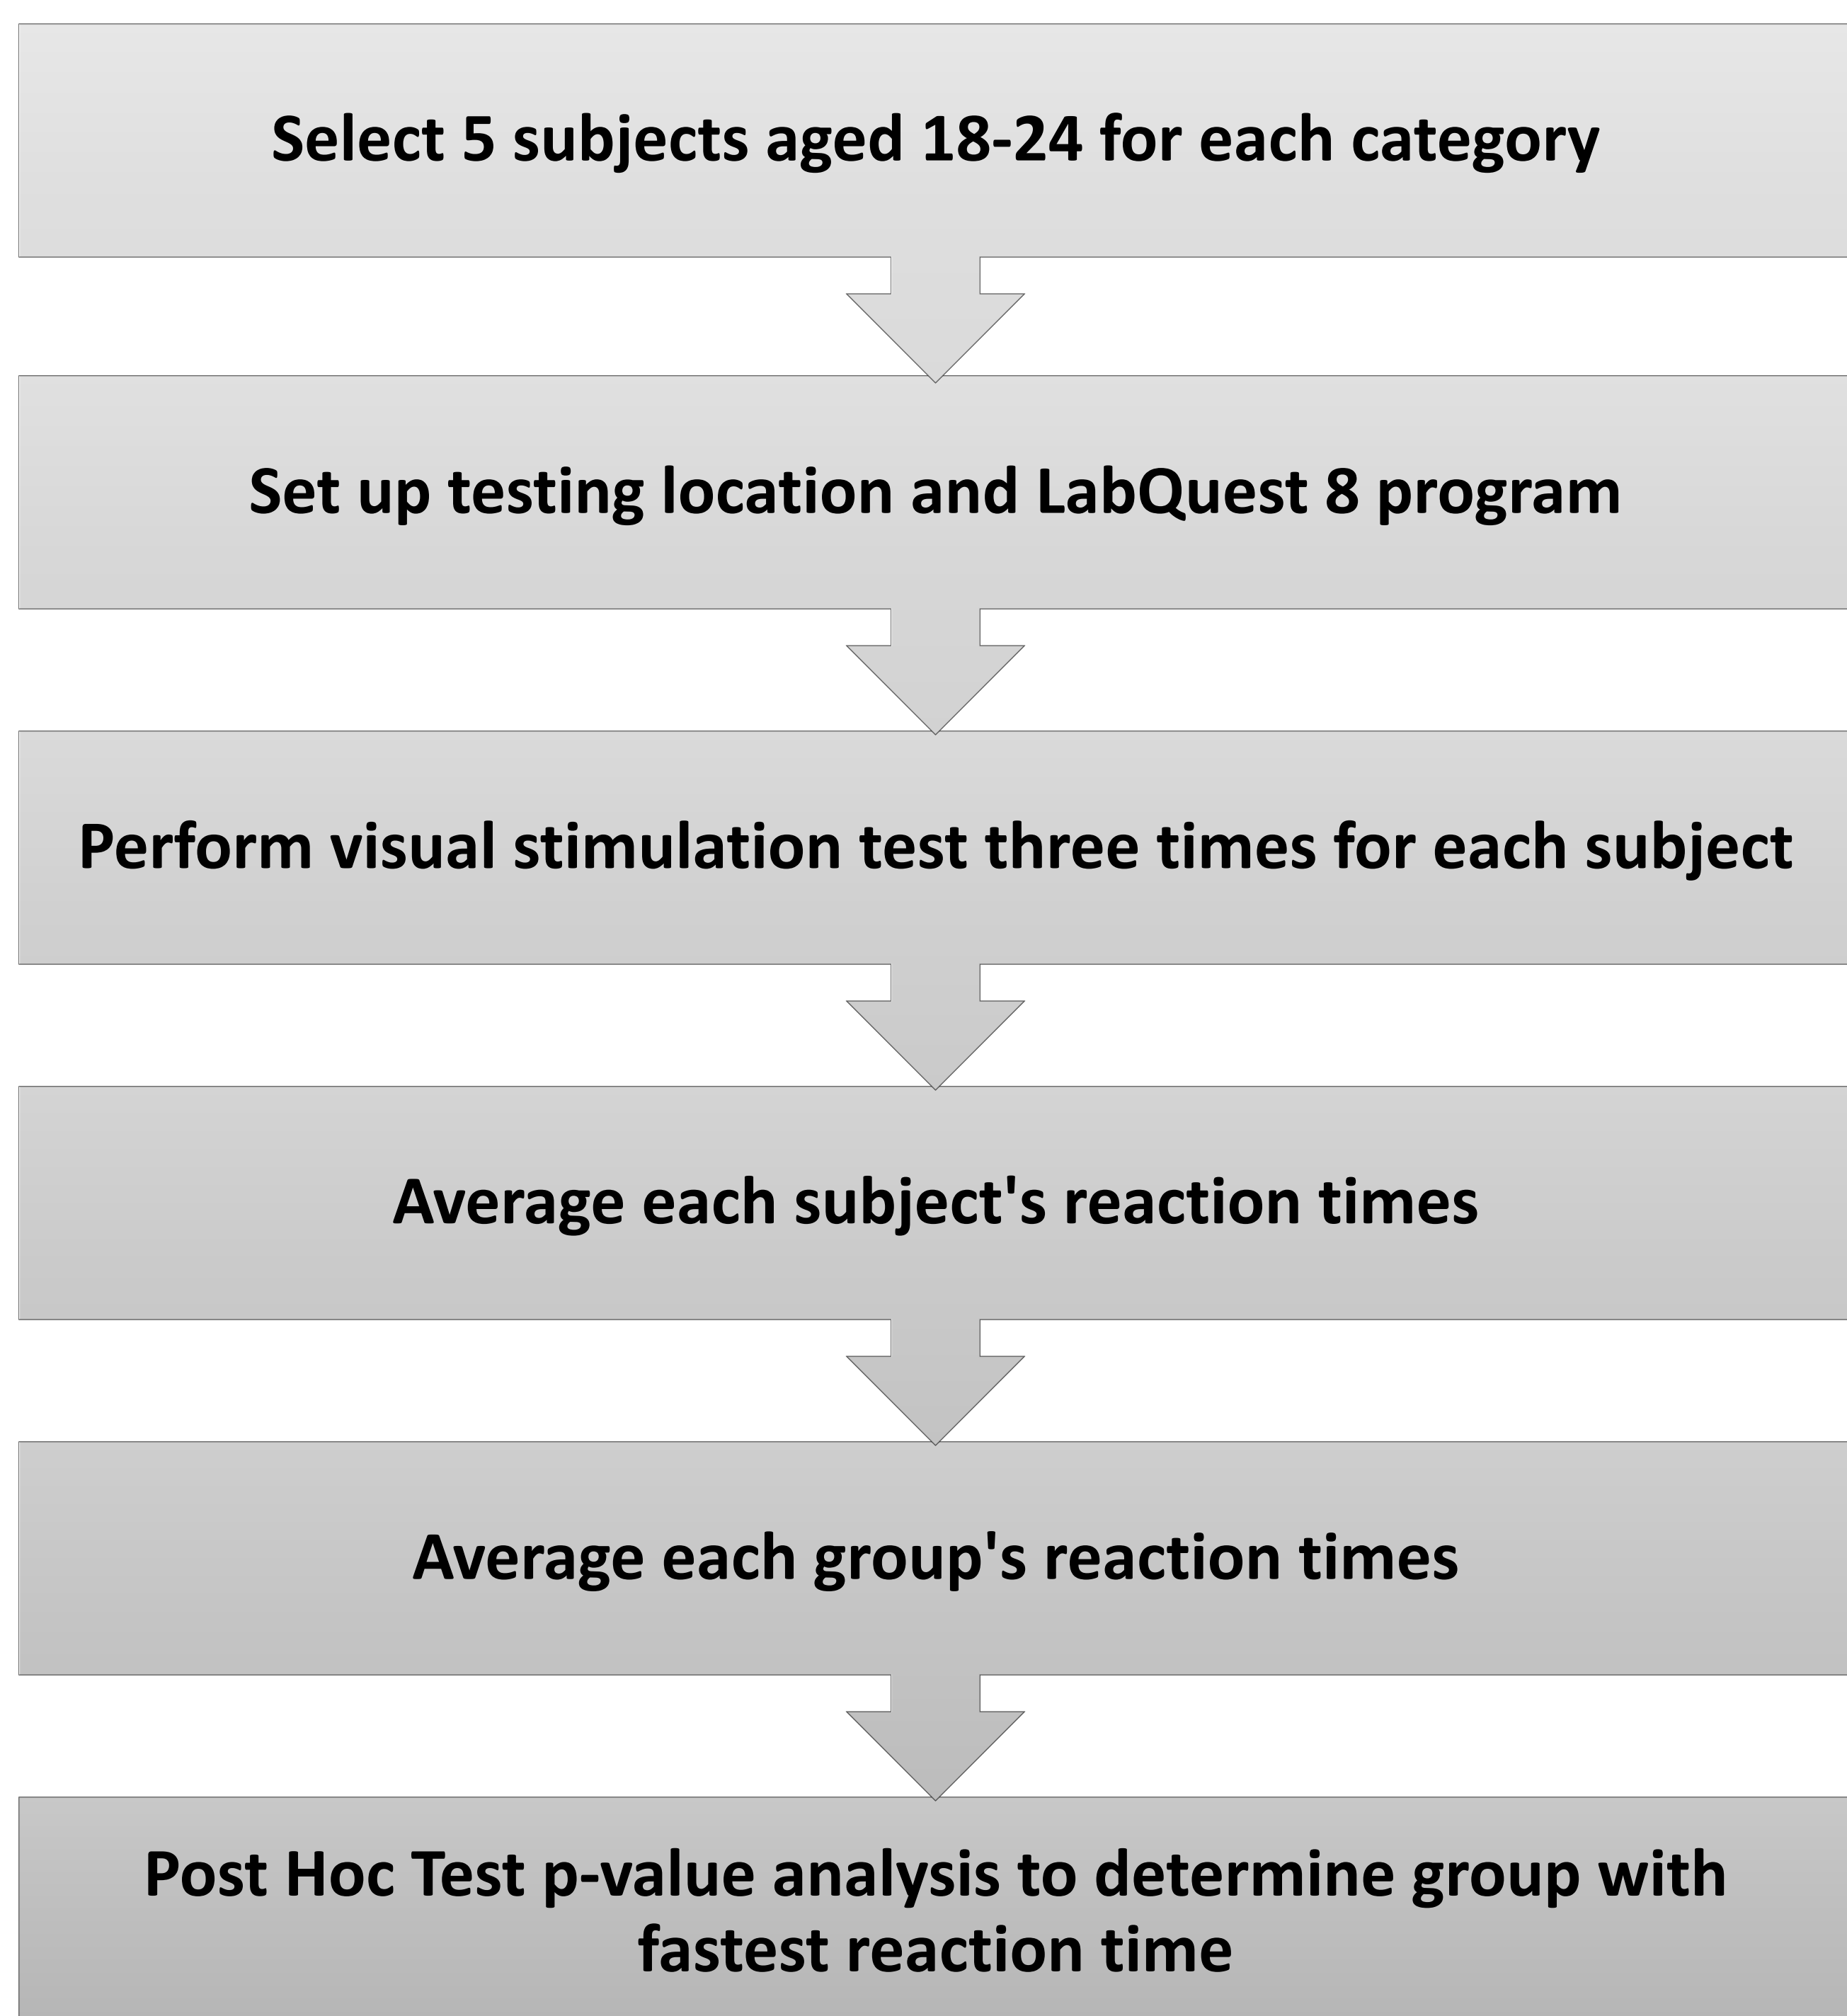 Select 5 subjects aged 18-24 for each category
Set up testing location and LabQuest 8 program
Perform visual stimulation test three times for each subject
Average each subject's reaction times
Average each group's reaction times
Post Hoc Test p-value analysis to determine group with
fastest reaction time